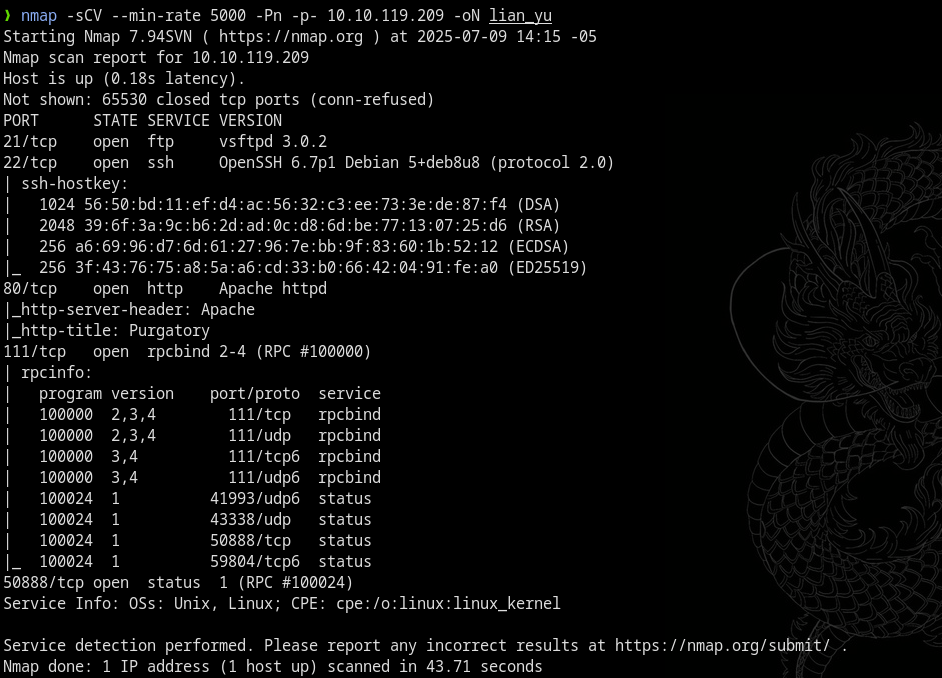 ❯ nmap -sCV --min-rate 5000 -Pn -p- 10.10.119.209 -oN lian_yu
Starting Nmap 7.94SVN ( https://nmap.org ) at 2025-07-09 14:15 -05
Nmap scan report for 10.10.119.209
Host is up (0.18s latency).
Not shown: 65530 closed tcp ports (conn-refused)
PORT      STATE SERVICE VERSION
21/tcp    open  ftp     vsftpd 3.0.2
22/tcp    open  ssh     OpenSSH 6.7p1 Debian 5+deb8u8 (protocol 2.0)
| ssh-hostkey:
|   1024 56:50:bd:11:ef:d4:ac:56:32:c3:ee:73:3e:de:87:f4 (DSA)
|   2048 39:6f:3a:9c:b6:2d:ad:0c:d8:6d:be:77:13:07:25:d6 (RSA)
|   256 a6:69:96:d7:6d:61:27:96:7e:bb:9f:83:60:1b:52:12 (ECDSA)
|_  256 3f:43:76:75:a8:5a:a6:cd:33:b0:66:42:04:91:fe:a0 (ED25519)
80/tcp    open  http    Apache httpd
|_http-server-header: Apache
|_http-title: Purgatory
111/tcp   open  rpcbind 2-4 (RPC #100000)
| rpcinfo:
|   program version    port/proto  service
|   100000  2,3,4        111/tcp   rpcbind
|   100000  2,3,4        111/udp   rpcbind
|   100000  3,4          111/tcp6  rpcbind
|   100000  3,4          111/udp6  rpcbind
|   100024  1          41993/udp6  status
|   100024  1          43338/udp   status
|   100024  1          50888/tcp   status
|_  100024  1          59804/tcp6  status
50888/tcp open  status  1 (RPC #100024)
Service Info: OSs: Unix, Linux; CPE: cpe:/o:linux:linux_kernel
Service detection performed. Please report any incorrect results at https://nmap.org/submit/ .
Nmap done: 1 IP address (1 host up) scanned in 43.71 seconds